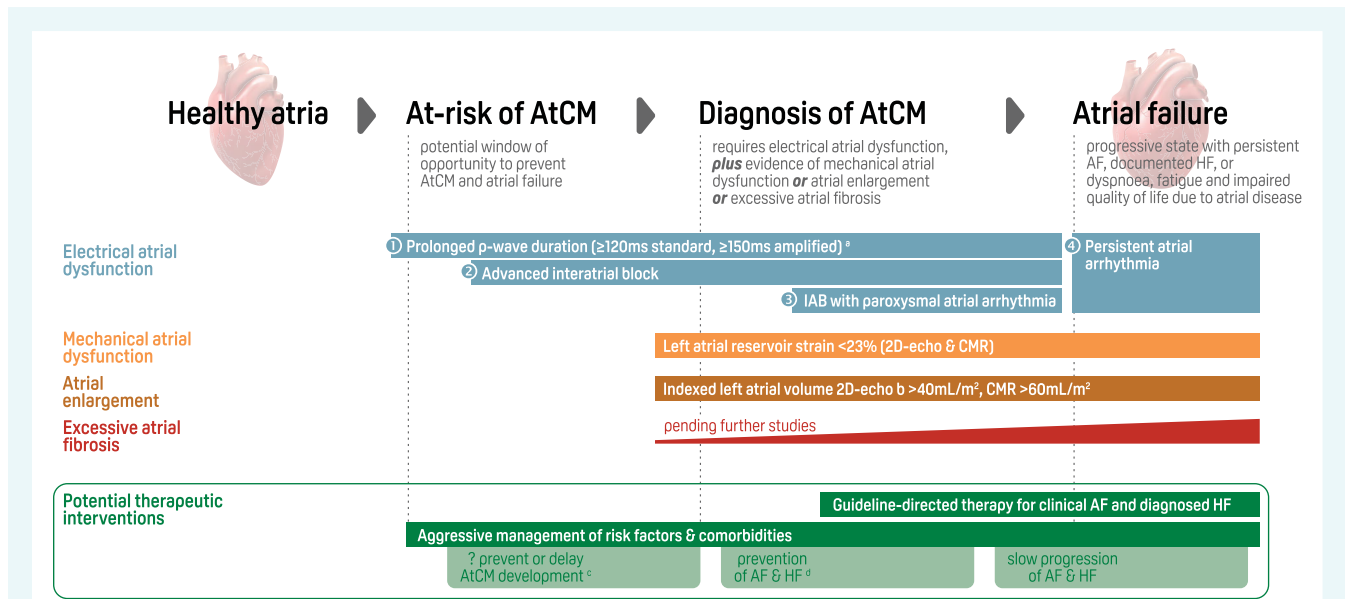 Healthy atria
At-risk of AtCM
Diagnosis of AtCM
Atrial failure
potential window of
opportunity to prevent
AtCM and atrial failure
requires electrical atrial dysfunction,
plus evidence of mechanical atrial
dysfunction or atrial enlargement
or excessive atrial fibrosis
progressive state with persistent
AF, documented HF, or
dyspnoea, fatigue and impaired
quality of life due to atrial disease
Electrical atrial
dysfunction
① Prolonged p-wave duration (≥120ms standard, ≥150ms amplified) ª
② Advanced interatrial block
③ IAB with paroxysmal atrial arrhythmia
④ Persistent atrial
arrhythmia
Mechanical atrial
dysfunction
Left atrial reservoir strain <23% (2D-echo & CMR)
Atrial
enlargement
Indexed left atrial volume 2D-echo b >40mL/m², CMR >60mL/m²
Excessive atrial
fibrosis
pending further studies
Potential therapeutic
interventions
Guideline-directed therapy for clinical AF and diagnosed HF
Aggressive management of risk factors & comorbidities
? prevent or delay
AtCM development ᶜ
prevention
of AF & HF ᵈ
slow progression
of AF & HF